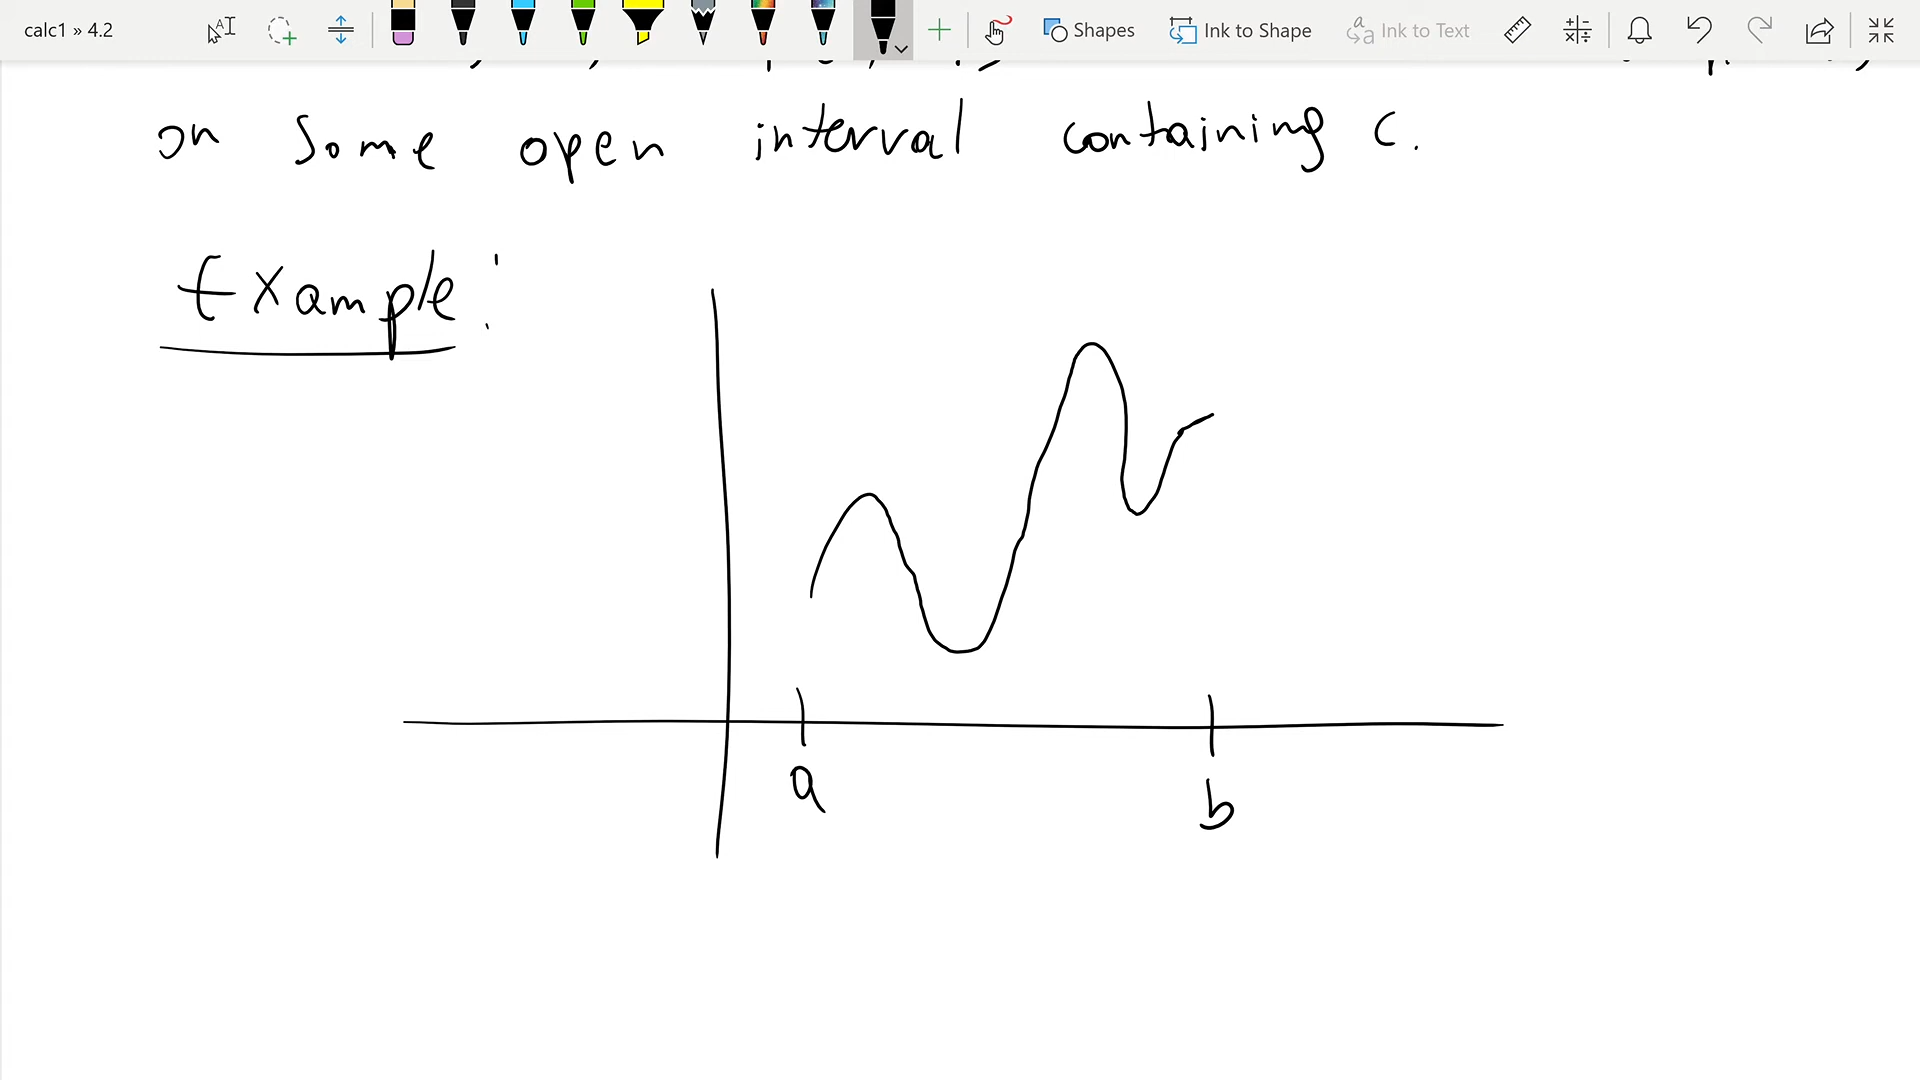 calc1 » 4.2
Shapes
Ink to Shape
Ink to Text
on some open interval containing c.
Example:
a
b